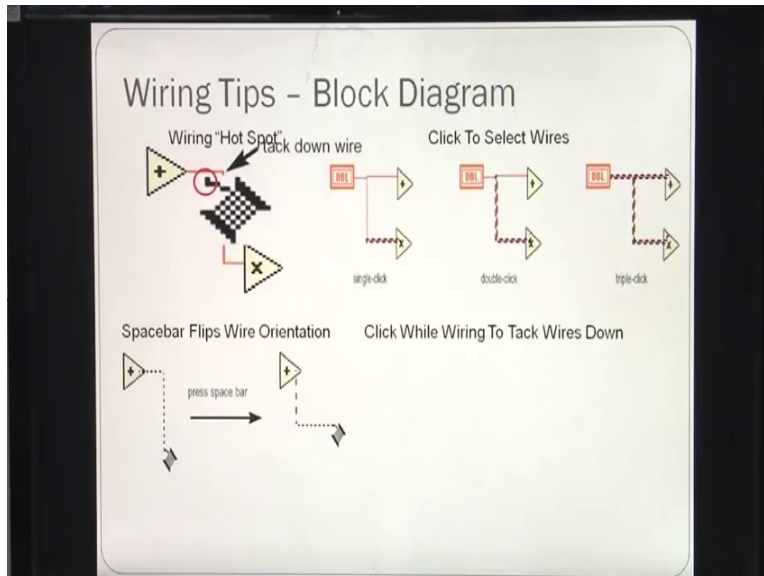 Wiring Tips – Block Diagram
Wiring "Hot Spot"
tack down wire
Click To Select Wires
DBL
DBL
DBL
single-click
double-click
triple-click
Spacebar Flips Wire Orientation
Click While Wiring To Tack Wires Down
press space bar